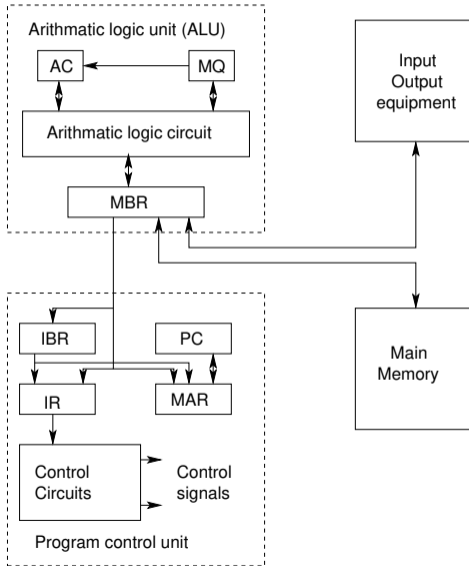 Arithmatic logic unit (ALU)
AC
MQ
Arithmatic logic circuit
MBR
Input
Output
equipment
IBR
PC
IR
MAR
Main
Memory
Control
Circuits
Control
signals
Program control unit